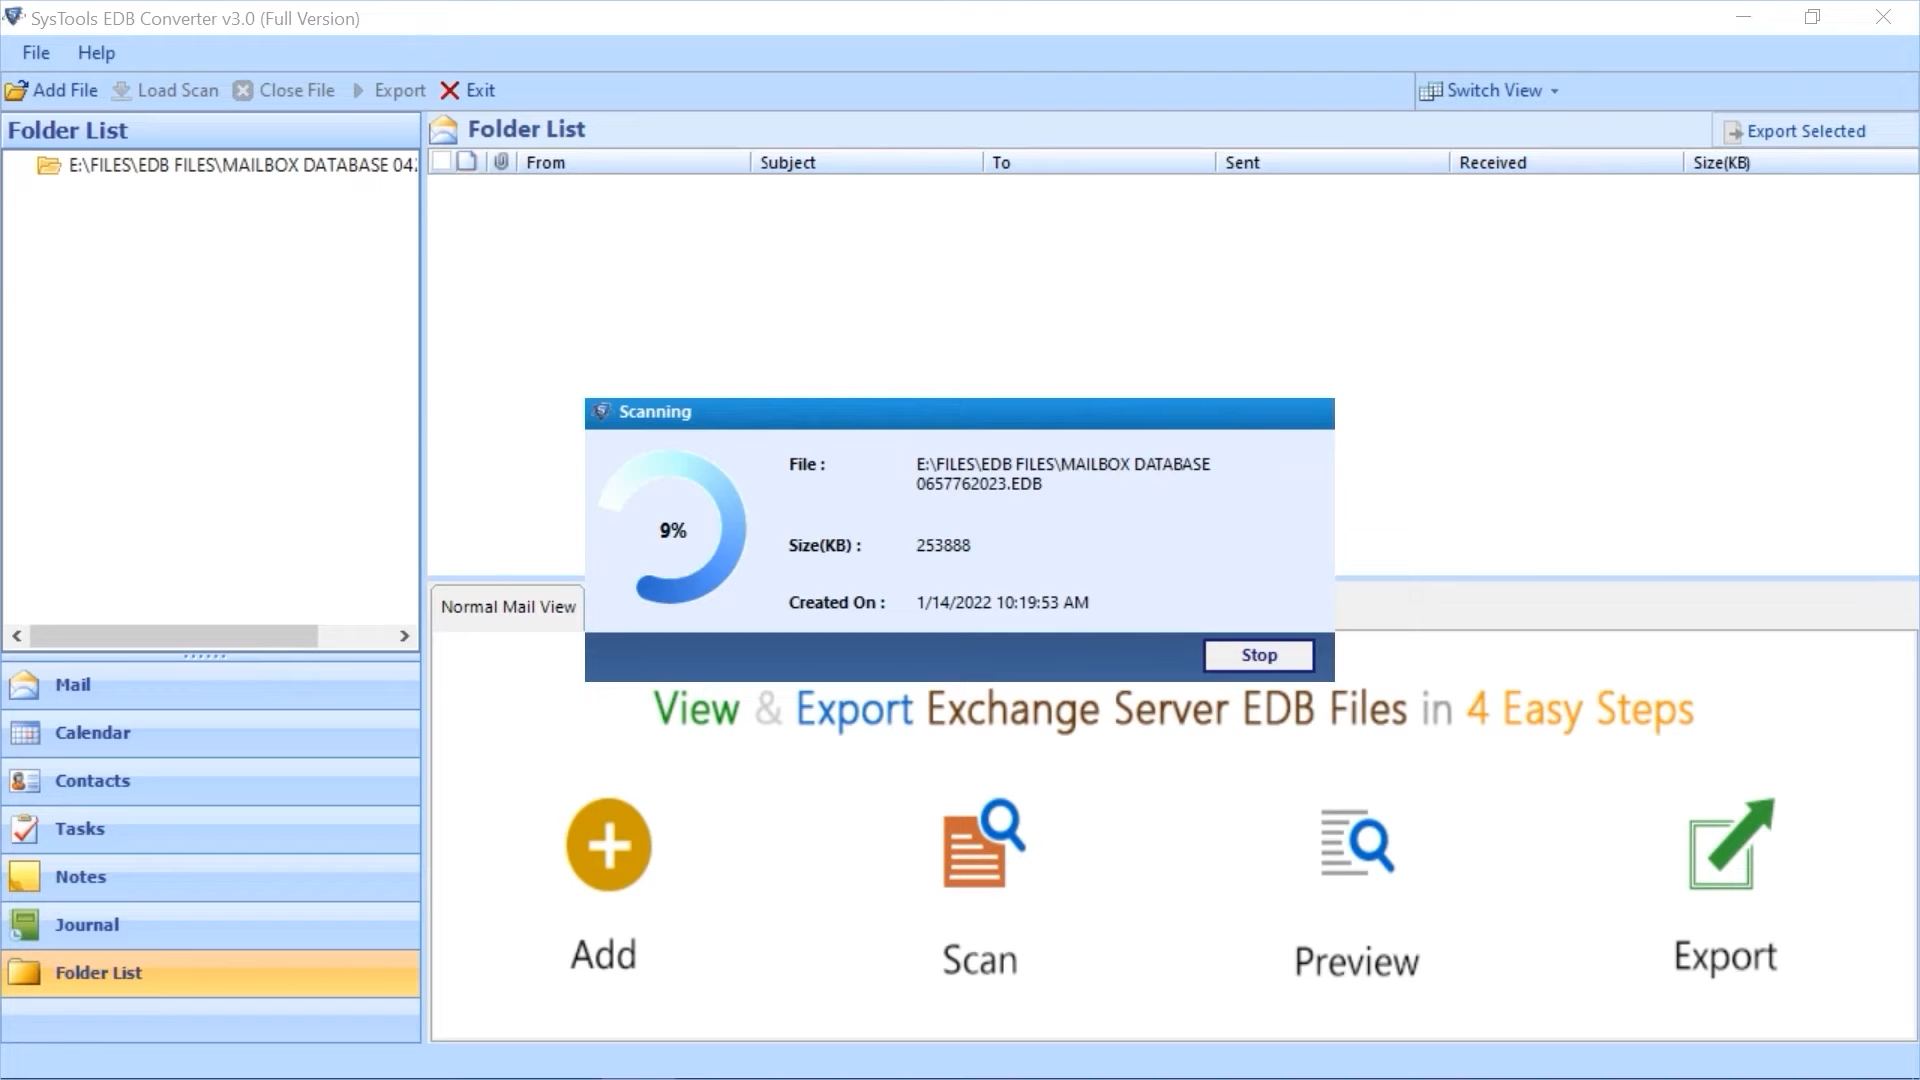 SysTools EDB Converter v3.0 (Full Version)
File Help
Add File Load Scan Close File Export Exit Switch View
Folder List
E:\FILES\EDB FILES\MAILBOX DATABASE 04
Folder List Export Selected
From Subject To Sent Received Size(KB)
Scanning
9%
File : E:\FILES\EDB FILES\MAILBOX DATABASE
0657762023.EDB
Size(KB) : 253888
Created On : 1/14/2022 10:19:53 AM
Stop
Normal Mail View
Mail
Calendar
Contacts
Tasks
Notes
Journal
Folder List
View & Export Exchange Server EDB Files in 4 Easy Steps
Add Scan Preview Export